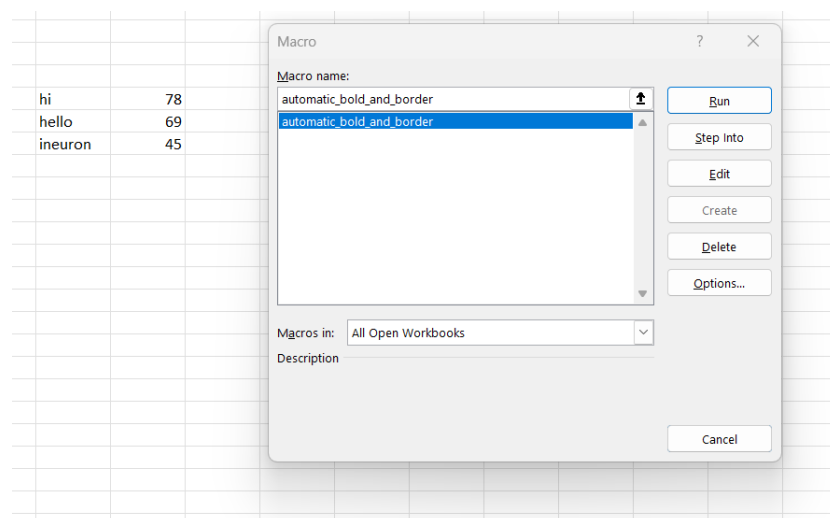 Macro ? ×
Macro name:
automatic_bold_and_border
automatic_bold_and_border
hi 78
hello 69
ineuron 45
Run
Step Into
Edit
Create
Delete
Options...
Macros in: All Open Workbooks
Description
Cancel